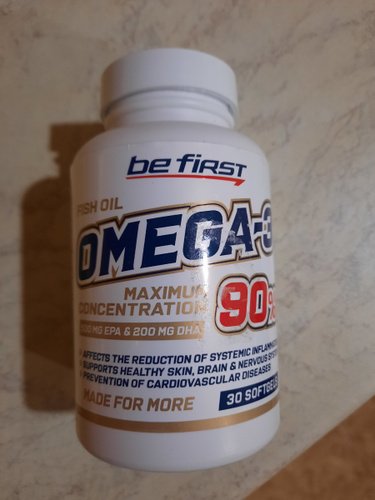 be first
FISH OIL
OMEGA-3
MAXIMUM
CONCENTRATION
90%
MG EPA & 200 MG DHA
AFFECTS THE REDUCTION OF SYSTEMIC
SUPPORTS HEALTHY SKIN, BRAIN & NERVOUS
PREVENTION OF CARDIOVASCULAR DISEASES
MADE FOR MORE
30 SOFTGELS